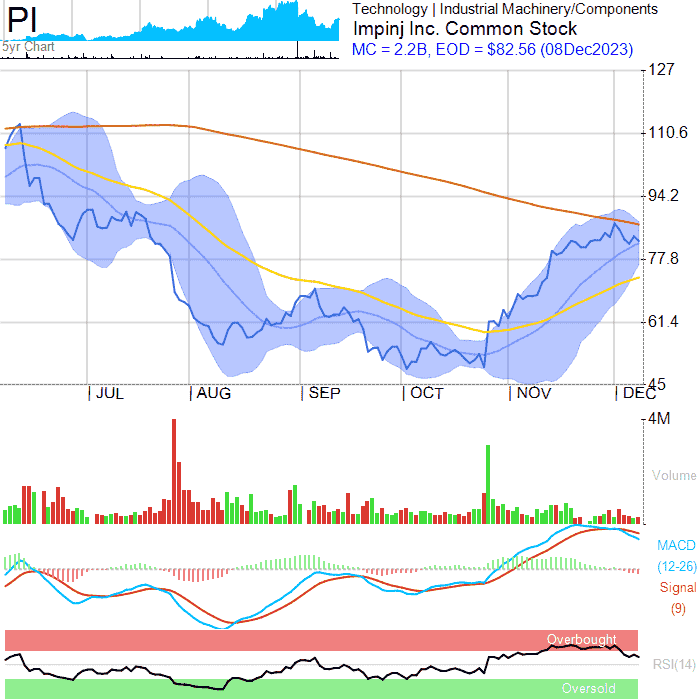 PI
Technology | Industrial Machinery/Components
Impinj Inc. Common Stock
MC = 2.2B, EOD = $82.56 (08Dec2023)
5yr Chart
127
110.6
94.2
77.8
61.4
45
JUL
AUG
SEP
OCT
NOV
DEC
4M
Volume
MACD
(12-26)
Signal
(9)
Overbought
RSI(14)
Oversold